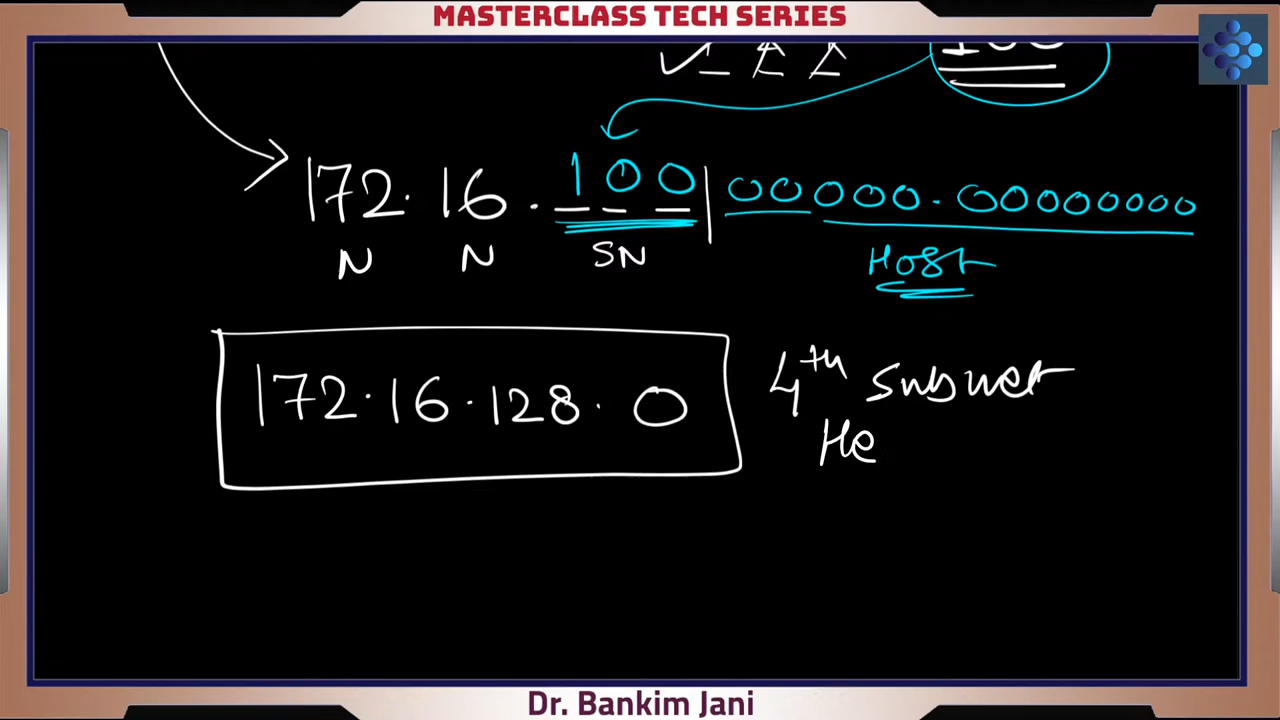 MASTERCLASS TECH SERIES
100
172.16.100|00000.00000000
N N SN Host
172.16.128.0 4th Subnet
He
Dr. Bankim Jani